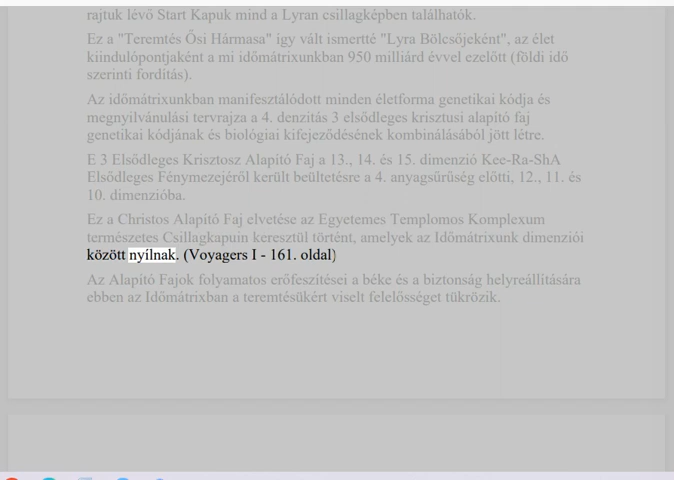 rajtuk lévő Start Kapuk mind a Lyran csillagképben találhatók.
Ez a "Teremtés Ősi Hármasa" így vált ismertté "Lyra Bölcsőjeként", az élet
kiindulópontjaként a mi időmátrixunkban 950 milliárd évvel ezelőtt (földi idő
szerinti fordítás).
Az időmátrixunkban manifesztálódott minden életforma genetikai kódja és
megnyilvánulási tervrajza a 4. denzitás 3 elsődleges krisztusi alapító faj
genetikai kódjának és biológiai kifejeződésének kombinálásából jött létre.
E 3 Elsődleges Krisztosz Alapító Faj a 13., 14. és 15. dimenzió Kee-Ra-ShA
Elsődleges Fénymezejéről került beültetésre a 4. anyagsűrűség előtti, 12., 11. és
10. dimenzióba.
Ez a Christos Alapító Faj elvetése az Egyetemes Templomos Komplexum
természetes Csillagkapuin keresztül történt, amelyek az Időmátrixunk dimenziói
között nyílnak. (Voyagers I - 161. oldal)
Az Alapító Fajok folyamatos erőfeszítései a béke és a biztonság helyreállítására
ebben az Időmátrixban a teremtésükért viselt felelősséget tükrözik.